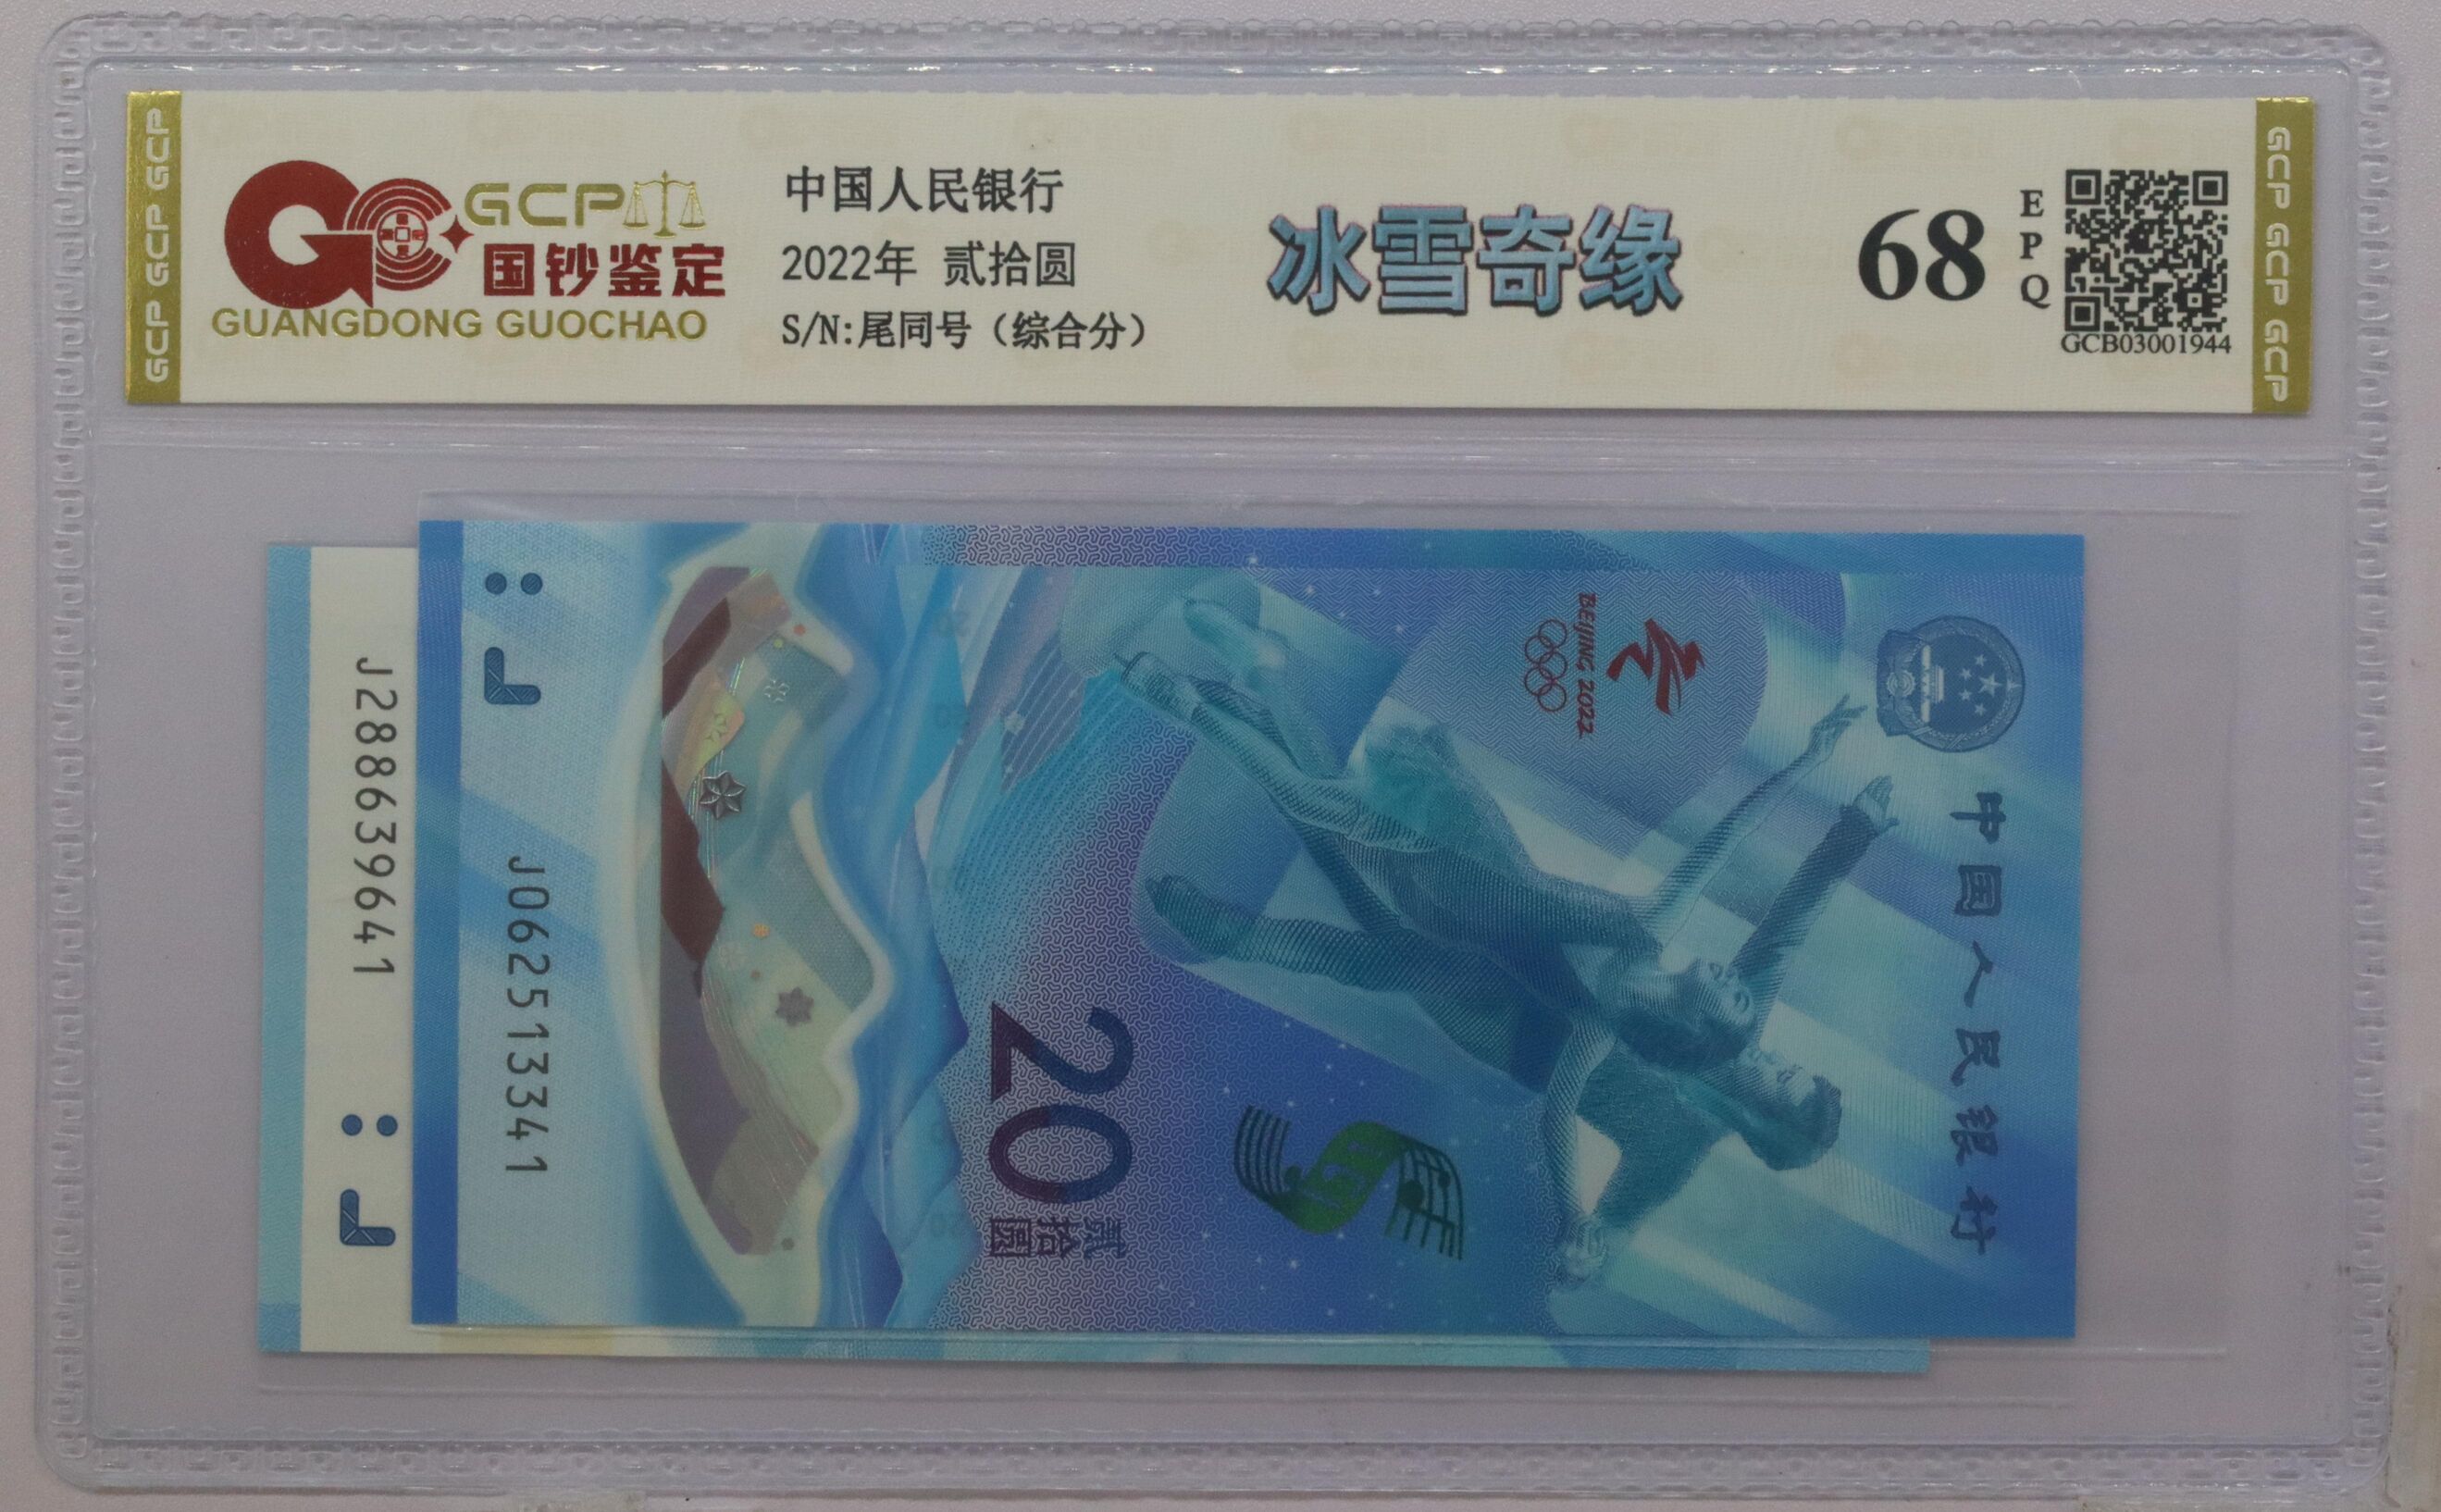 GCP GCP GCP
GCP
国钞鉴定
GUANGDONG GUOCHAO
中国人民银行
2022年 贰拾圆
S/N:尾同号（综合分）
冰雪奇缘
68
EPQ
GCB03001944
GCP GCP GCP
J288639641
J062513341
20
贰拾圆
BEIJING 2022
中国人民银行